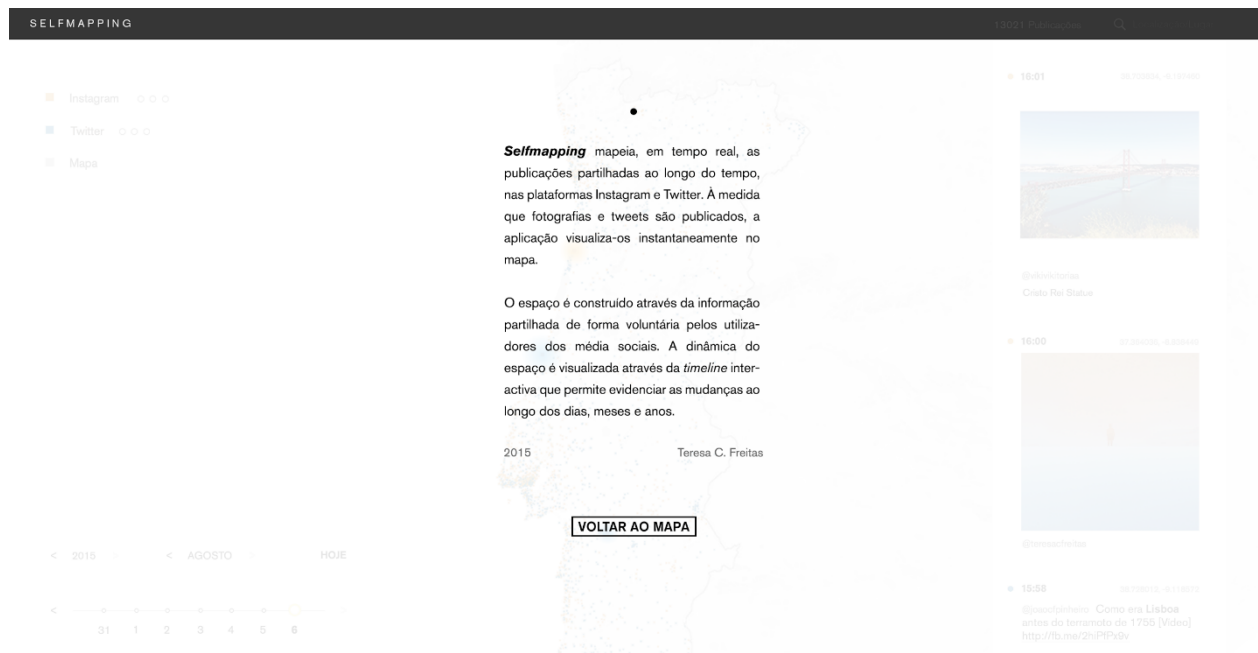 SELFMAPPING
13021 Publicações
Instagram
Twitter
Mapa
Selfmapping mapeia, em tempo real, as
publicações partilhadas ao longo do tempo,
nas plataformas Instagram e Twitter. À medida
que fotografias e tweets são publicados, a
aplicação visualiza-os instantaneamente no
mapa.
O espaço é construído através da informação
partilhada de forma voluntária pelos utiliza-
dores dos média sociais. A dinâmica do
espaço é visualizada através da timeline inter-
activa que permite evidenciar as mudanças ao
longo dos dias, meses e anos.
2015 Teresa C. Freitas
VOLTAR AO MAPA
< 2015 < AGOSTO HOJE
<
31 1 2 3 4 5 6
16:01
Cristo Rei Statue
16:00
15:58
Como era Lisboa
antes do terramoto de 1755 [Video]